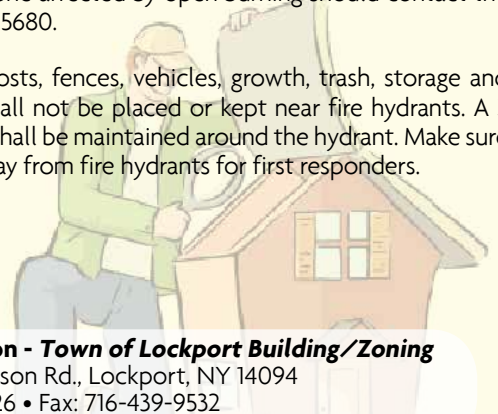 affected by open burning should contact
5680.
osts, fences, vehicles, growth, trash, storage and
all not be placed or kept near fire hydrants. A
hall be maintained around the hydrant. Make sure
ay from fire hydrants for first responders.
on - Town of Lockport Building/Zoning
son Rd., Lockport, NY 14094
26 • Fax: 716-439-9532